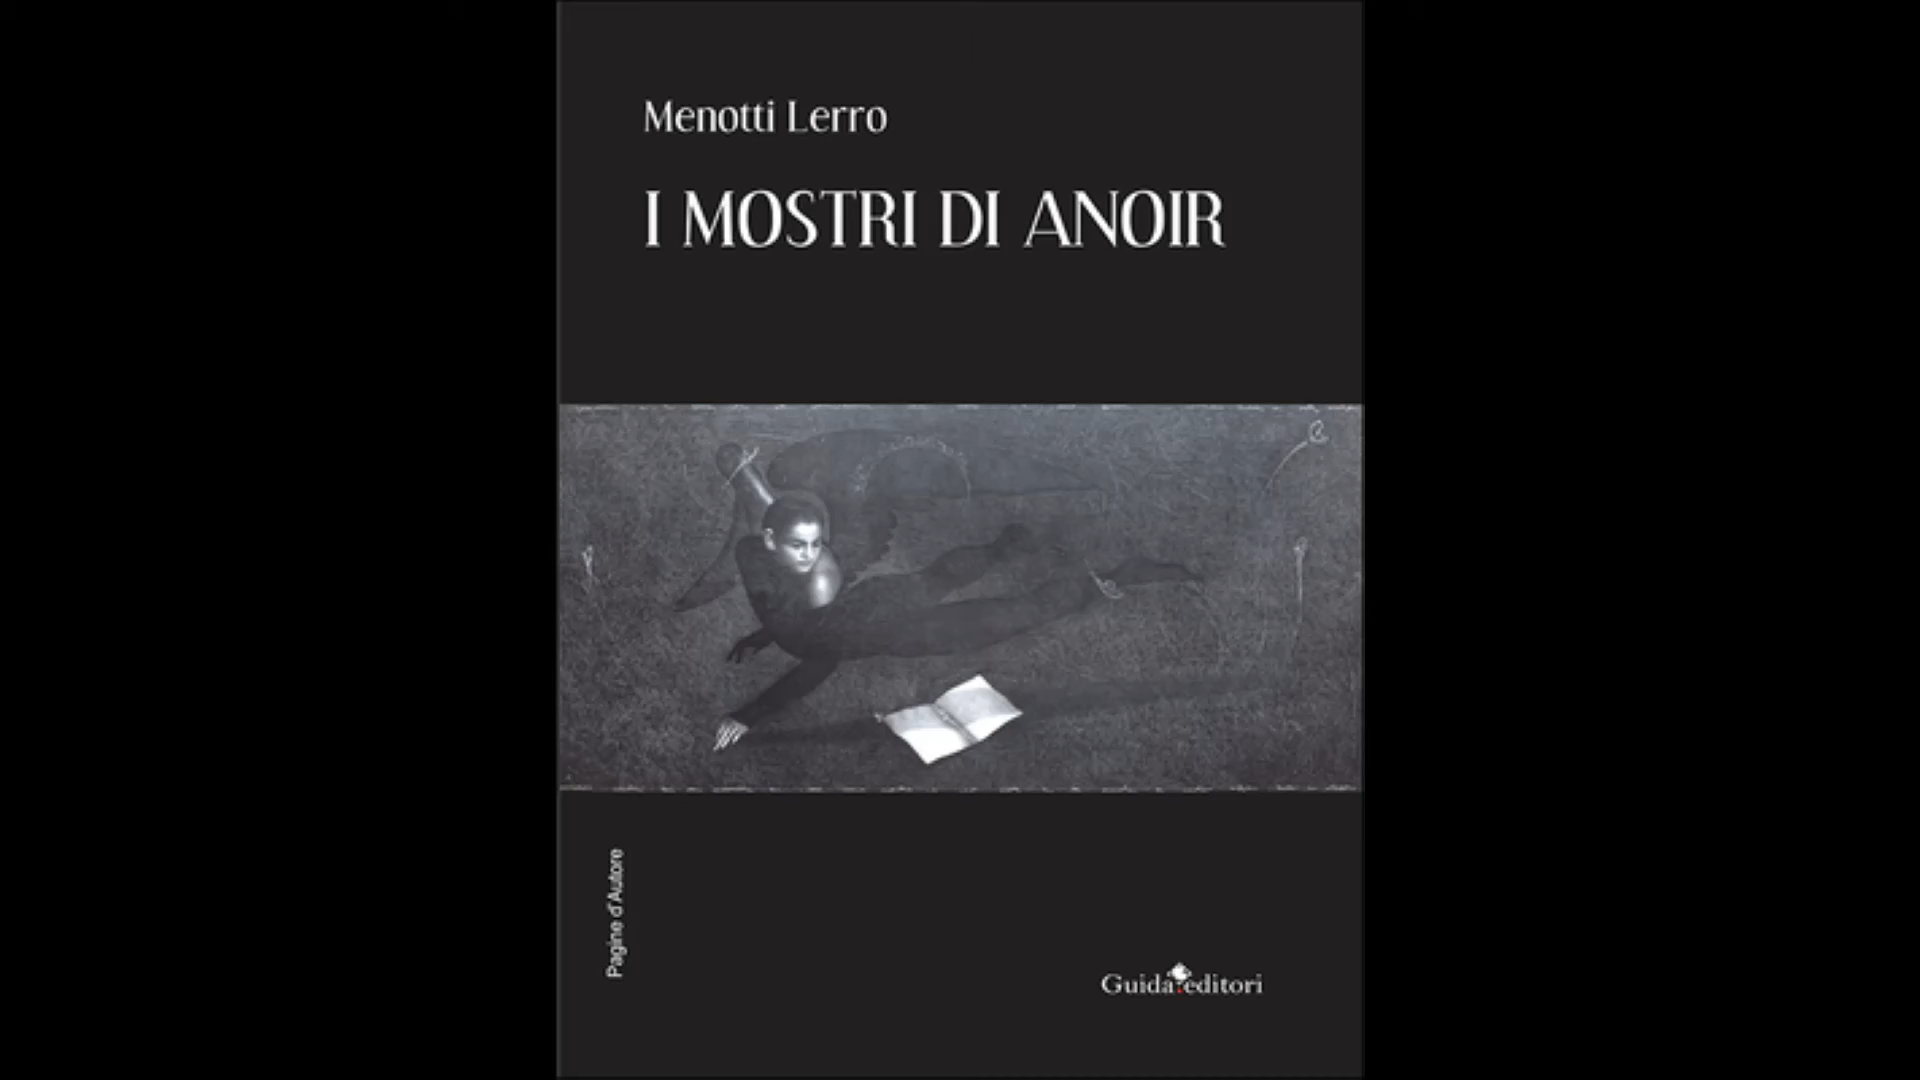 Menotti Lerro
I MOSTRI DI ANOIR
Pagine d'Autore
Guida editori